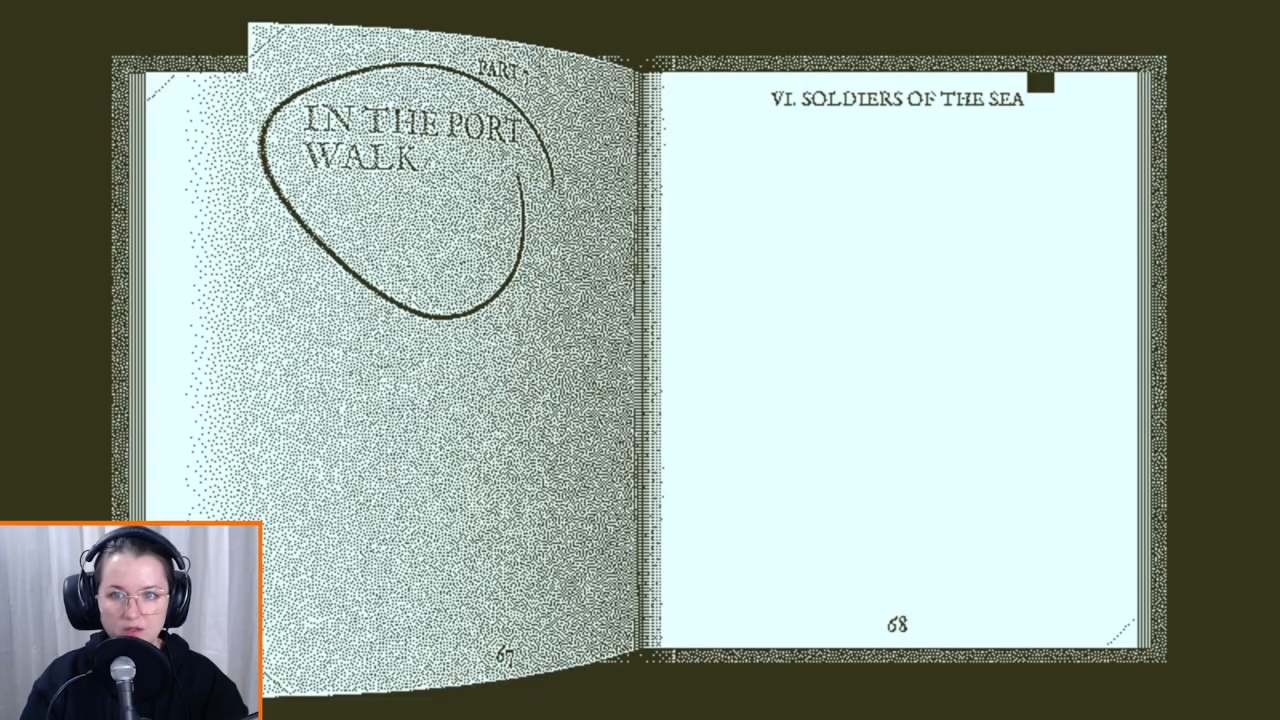 PART
IN THE PORT
WALK
67
VI. SOLDIERS OF THE SEA
68